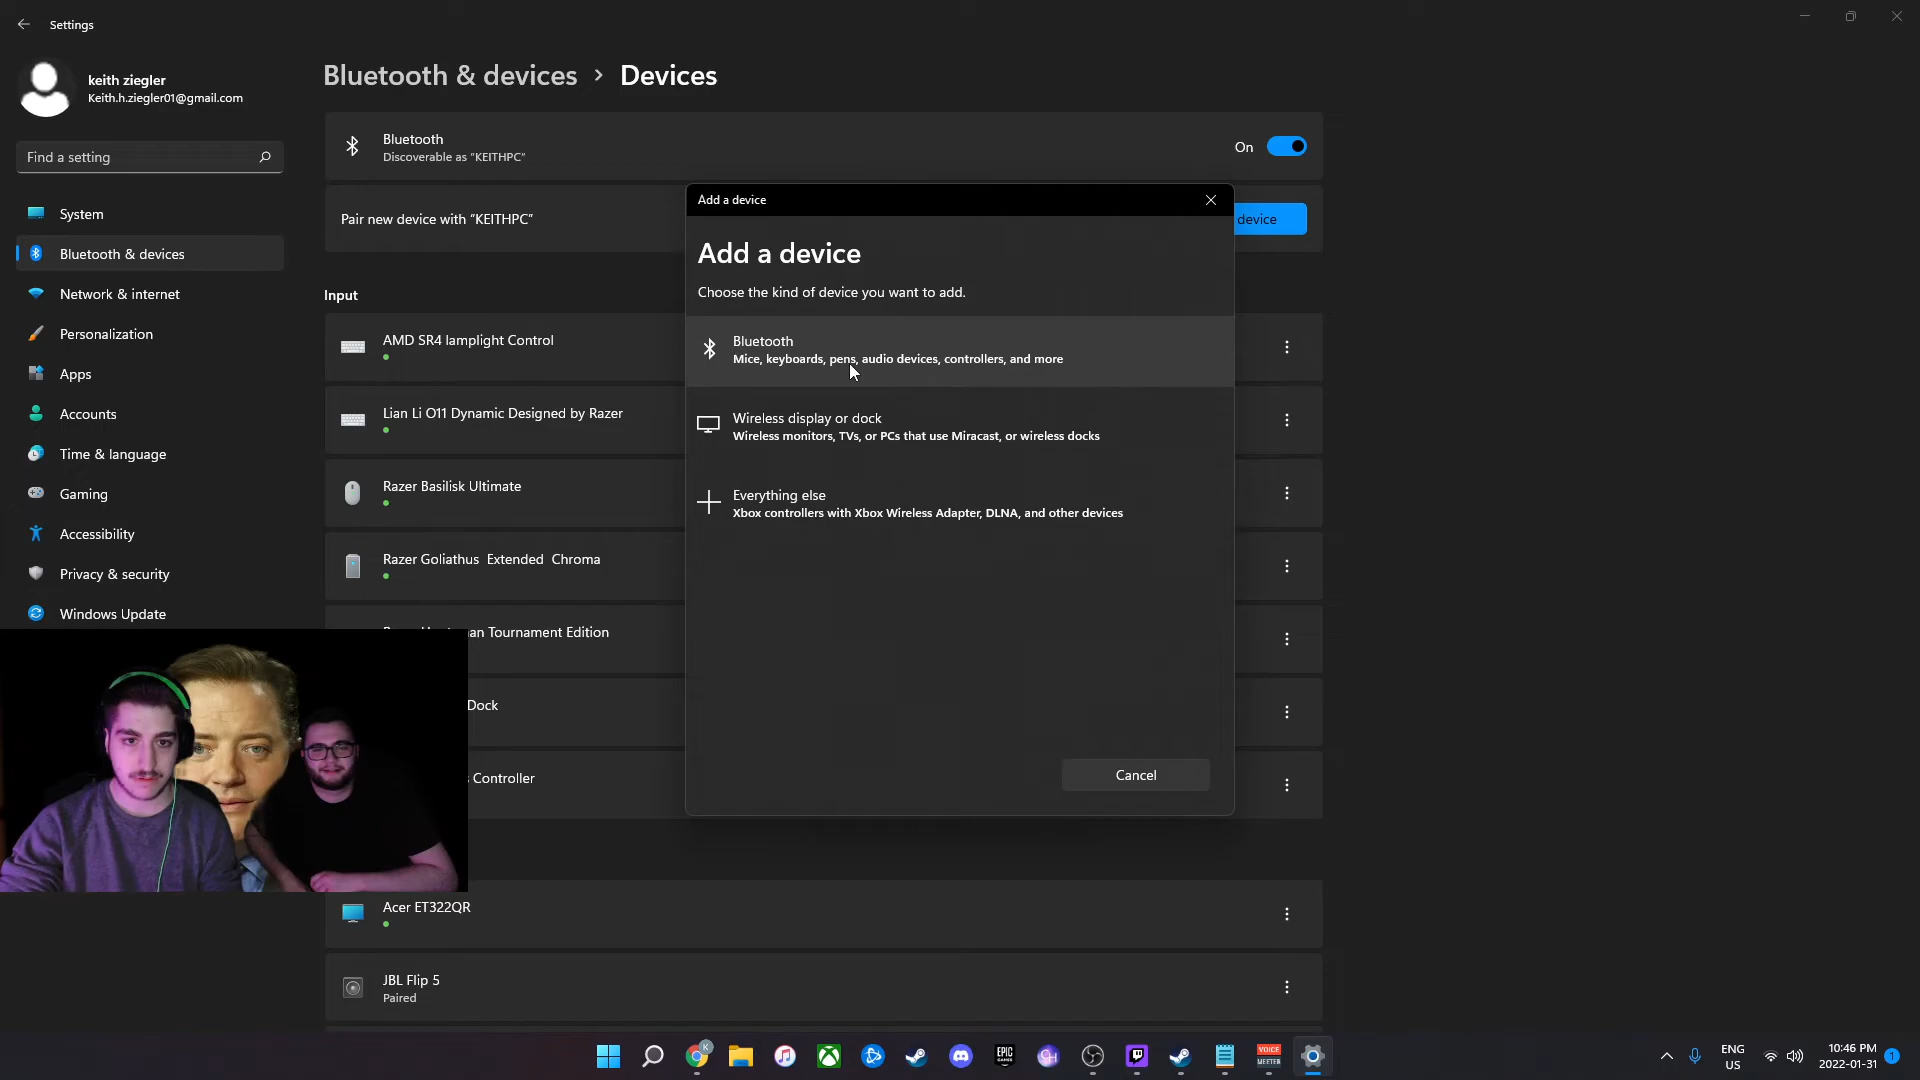 Settings
keith ziegler
Keith.h.ziegler01@gmail.com
Find a setting
System
Bluetooth & devices
Network & internet
Personalization
Apps
Accounts
Time & language
Gaming
Accessibility
Privacy & security
Windows Update
Bluetooth & devices > Devices
Bluetooth
Discoverable as "KEITHPC"
On
Pair new device with "KEITHPC"
device
Input
AMD SR4 lamplight Control
Lian Li O11 Dynamic Designed by Razer
Razer Basilisk Ultimate
Razer Goliathus Extended Chroma
an Tournament Edition
Dock
Controller
Acer ET322QR
JBL Flip 5
Paired
Add a device
Add a device
Choose the kind of device you want to add.
Bluetooth
Mice, keyboards, pens, audio devices, controllers, and more
Wireless display or dock
Wireless monitors, TVs, or PCs that use Miracast, or wireless docks
Everything else
Xbox controllers with Xbox Wireless Adapter, DLNA, and other devices
Cancel
K
EPIC
GAMES
CH
VOICE
MEETER
ENG
US
10:46 PM
2022-01-31
1